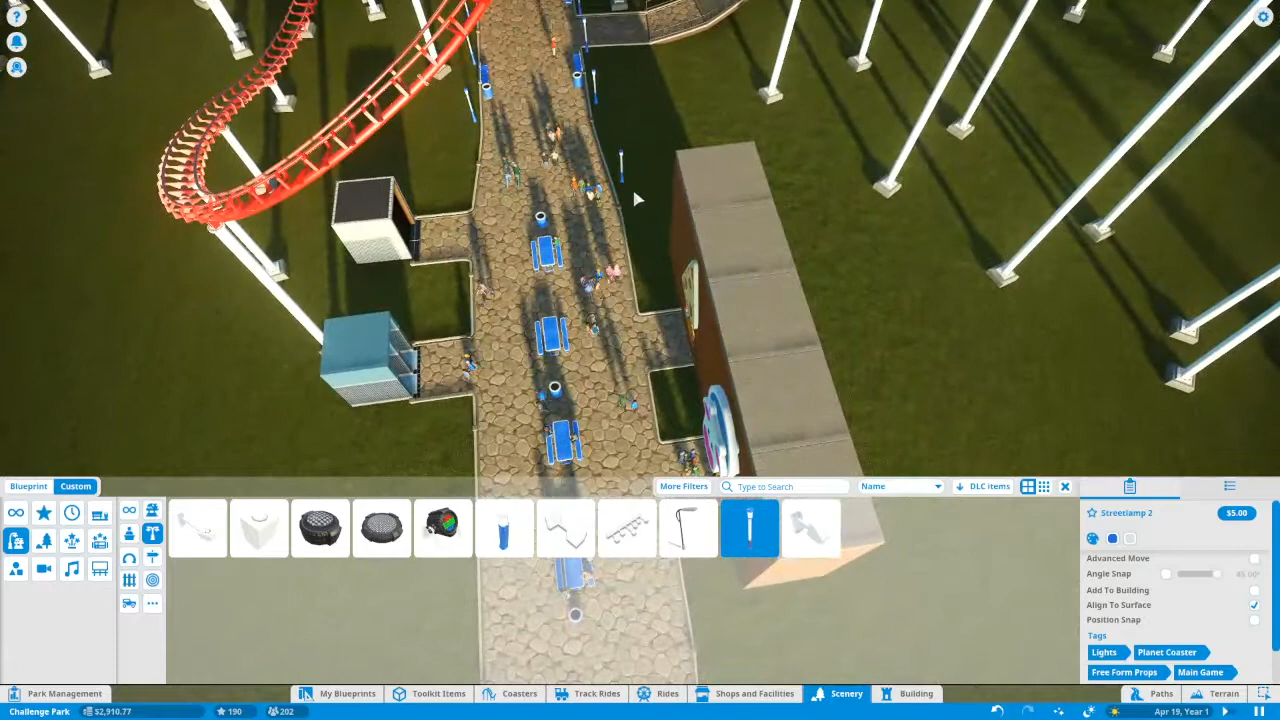 Blueprint Custom
More Filters Type to Search Name DLC items
Streetlamp 2 $5.00
Advanced Move
Angle Snap 45.00°
Add To Building
Align To Surface
Position Snap
Tags
Lights Planet Coaster
Free Form Props Main Game
Park Management My Blueprints Toolkit Items Coasters Track Rides Rides Shops and Facilities Scenery Building Paths Terrain
Challenge Park $2,910.77 190 202 Apr 19, Year 1